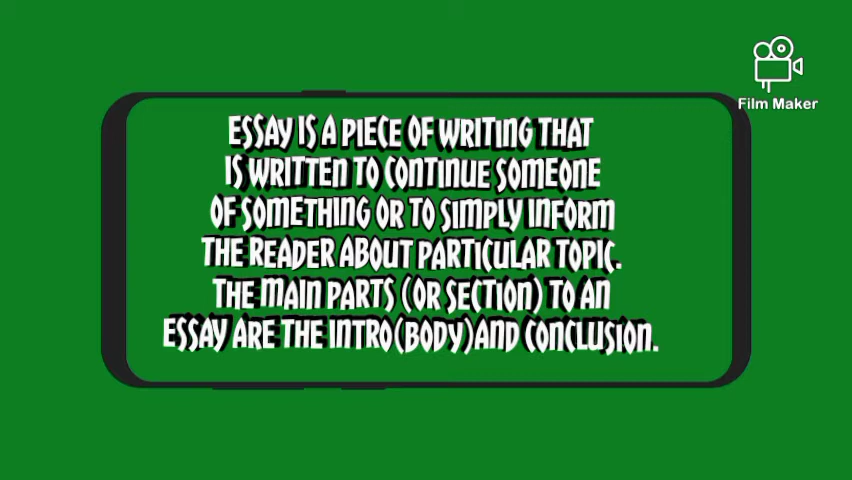 Film Maker
ESSAY IS A PIECE OF WRITING THAT
IS WRITTEN TO CONTINUE SOMEONE
OF SOMETHING OR TO SIMPLY INFORM
THE READER ABOUT PARTICULAR TOPIC.
THE MAIN PARTS (OR SECTION) TO AN
ESSAY ARE THE INTRO(BODY)AND CONCLUSION.